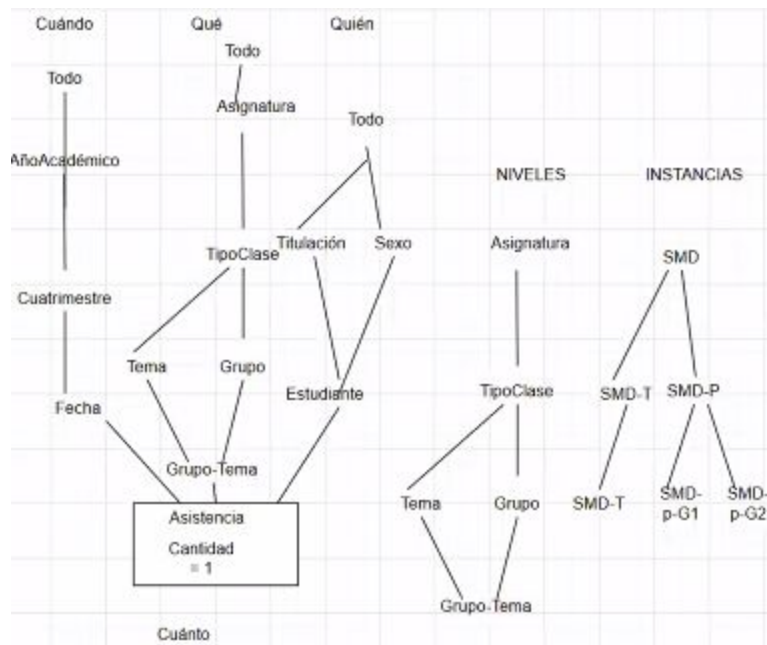 Cuándo Qué Quién
Todo
Todo
Asignatura
Todo
AñoAcadémico
NIVELES INSTANCIAS
TipoClase Titulación Sexo Asignatura
SMD
Cuatrimestre
Tema Grupo
Estudiante TipoClase SMD-T SMD-P
Fecha
Grupo-Tema
Tema Grupo SMD-T SMD-
p-G1
SMD-
p-G2
Asistencia
Cantidad
= 1
Grupo-Tema
Cuánto